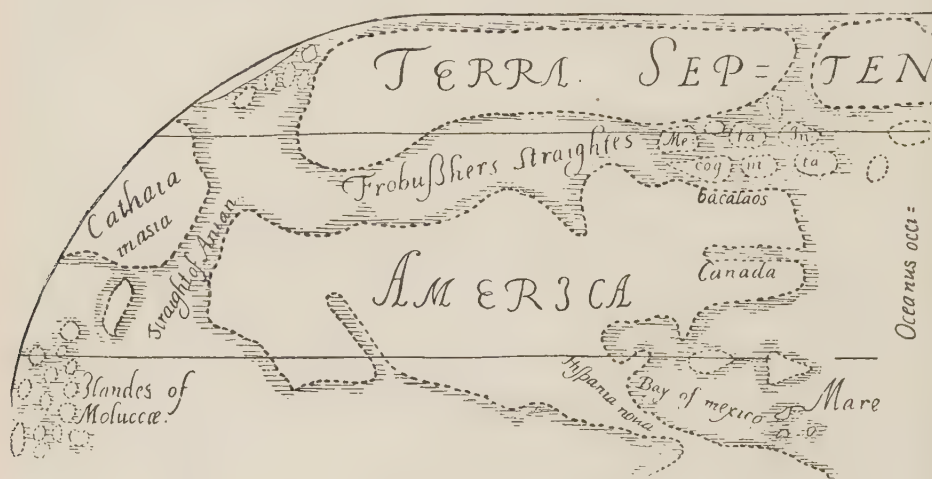 TERRA. SEP=
TEN
Frobußhers straightes
Me
ta
In
cog
ni
ta
bacalaos
Cathaia
inasia
Straight of Anian
AMERICA
Canada
Oceanus occi=
Ilandes of
Moluccæ.
Hispania noua
Bay of mexico
Mare